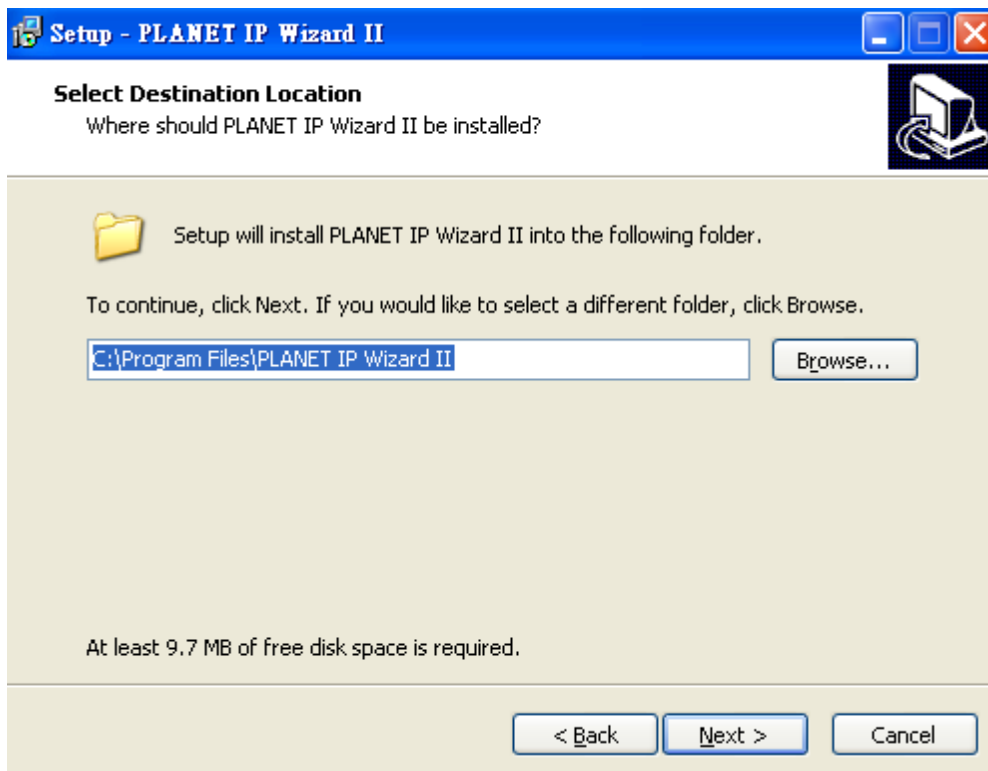 Setup - PLANET IP Wizard II
Select Destination Location
Where should PLANET IP Wizard II be installed?
Setup will install PLANET IP Wizard II into the following folder.
To continue, click Next. If you would like to select a different folder, click Browse.
C:\Program Files\PLANET IP Wizard II
Browse...
At least 9.7 MB of free disk space is required.
< Back
Next >
Cancel